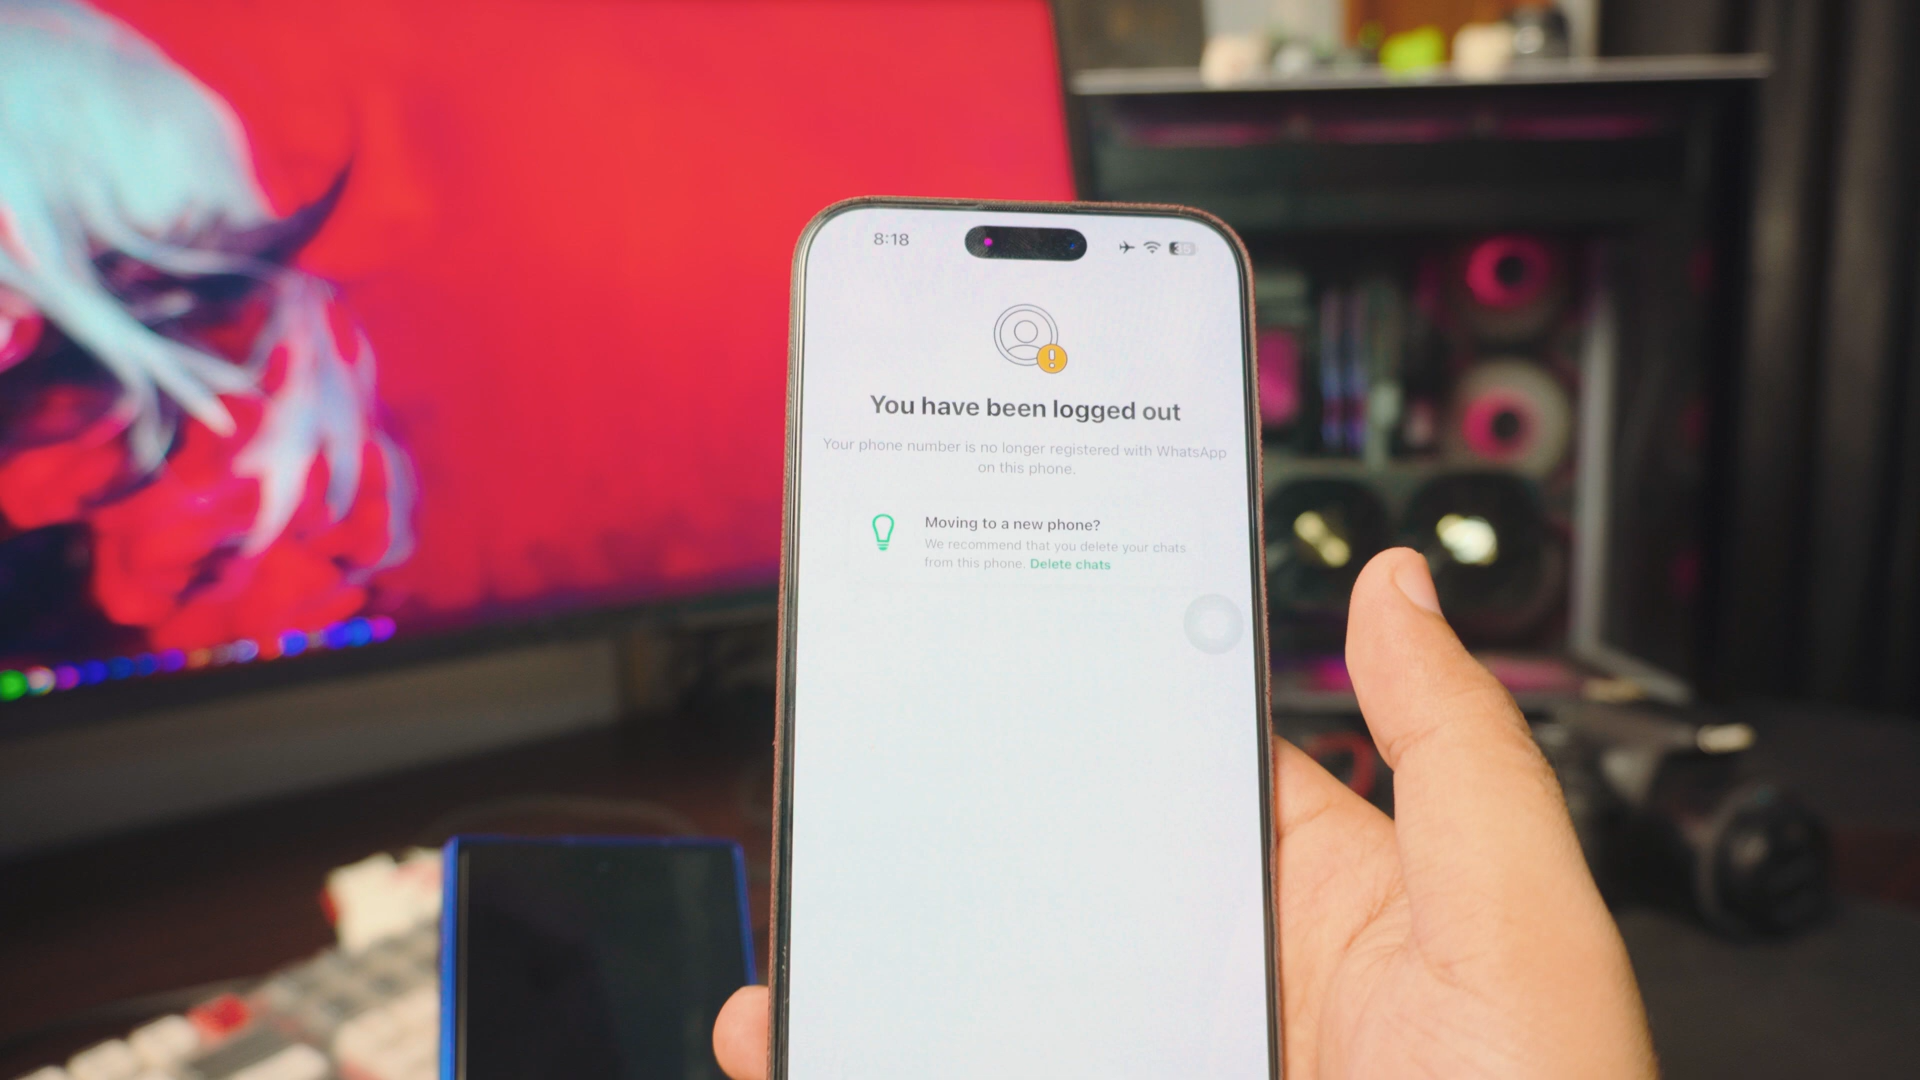 8:18
You have been logged out
Your phone number is no longer registered with WhatsApp
on this phone.
Moving to a new phone?
We recommend that you delete your chats
from this phone. Delete chats